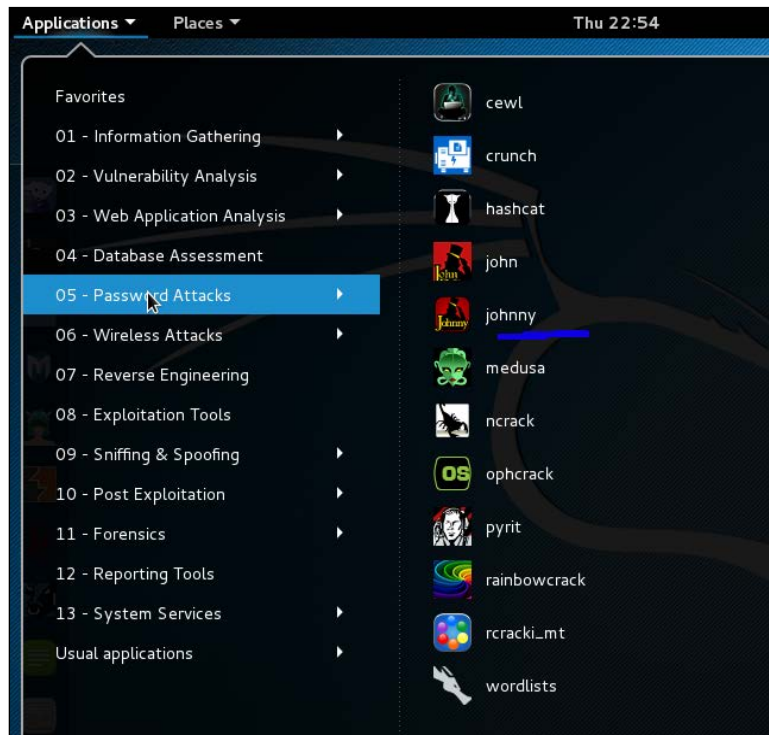 Applications Places Thu 22:54
Favorites
01 - Information Gathering
02 - Vulnerability Analysis
03 - Web Application Analysis
04 - Database Assessment
05 - Password Attacks
06 - Wireless Attacks
07 - Reverse Engineering
08 - Exploitation Tools
09 - Sniffing & Spoofing
10 - Post Exploitation
11 - Forensics
12 - Reporting Tools
13 - System Services
Usual applications
cewl
crunch
hashcat
John
john
Johnny
johnny
medusa
ncrack
OS
ophcrack
pyrit
rainbowcrack
rcracki_mt
wordlists